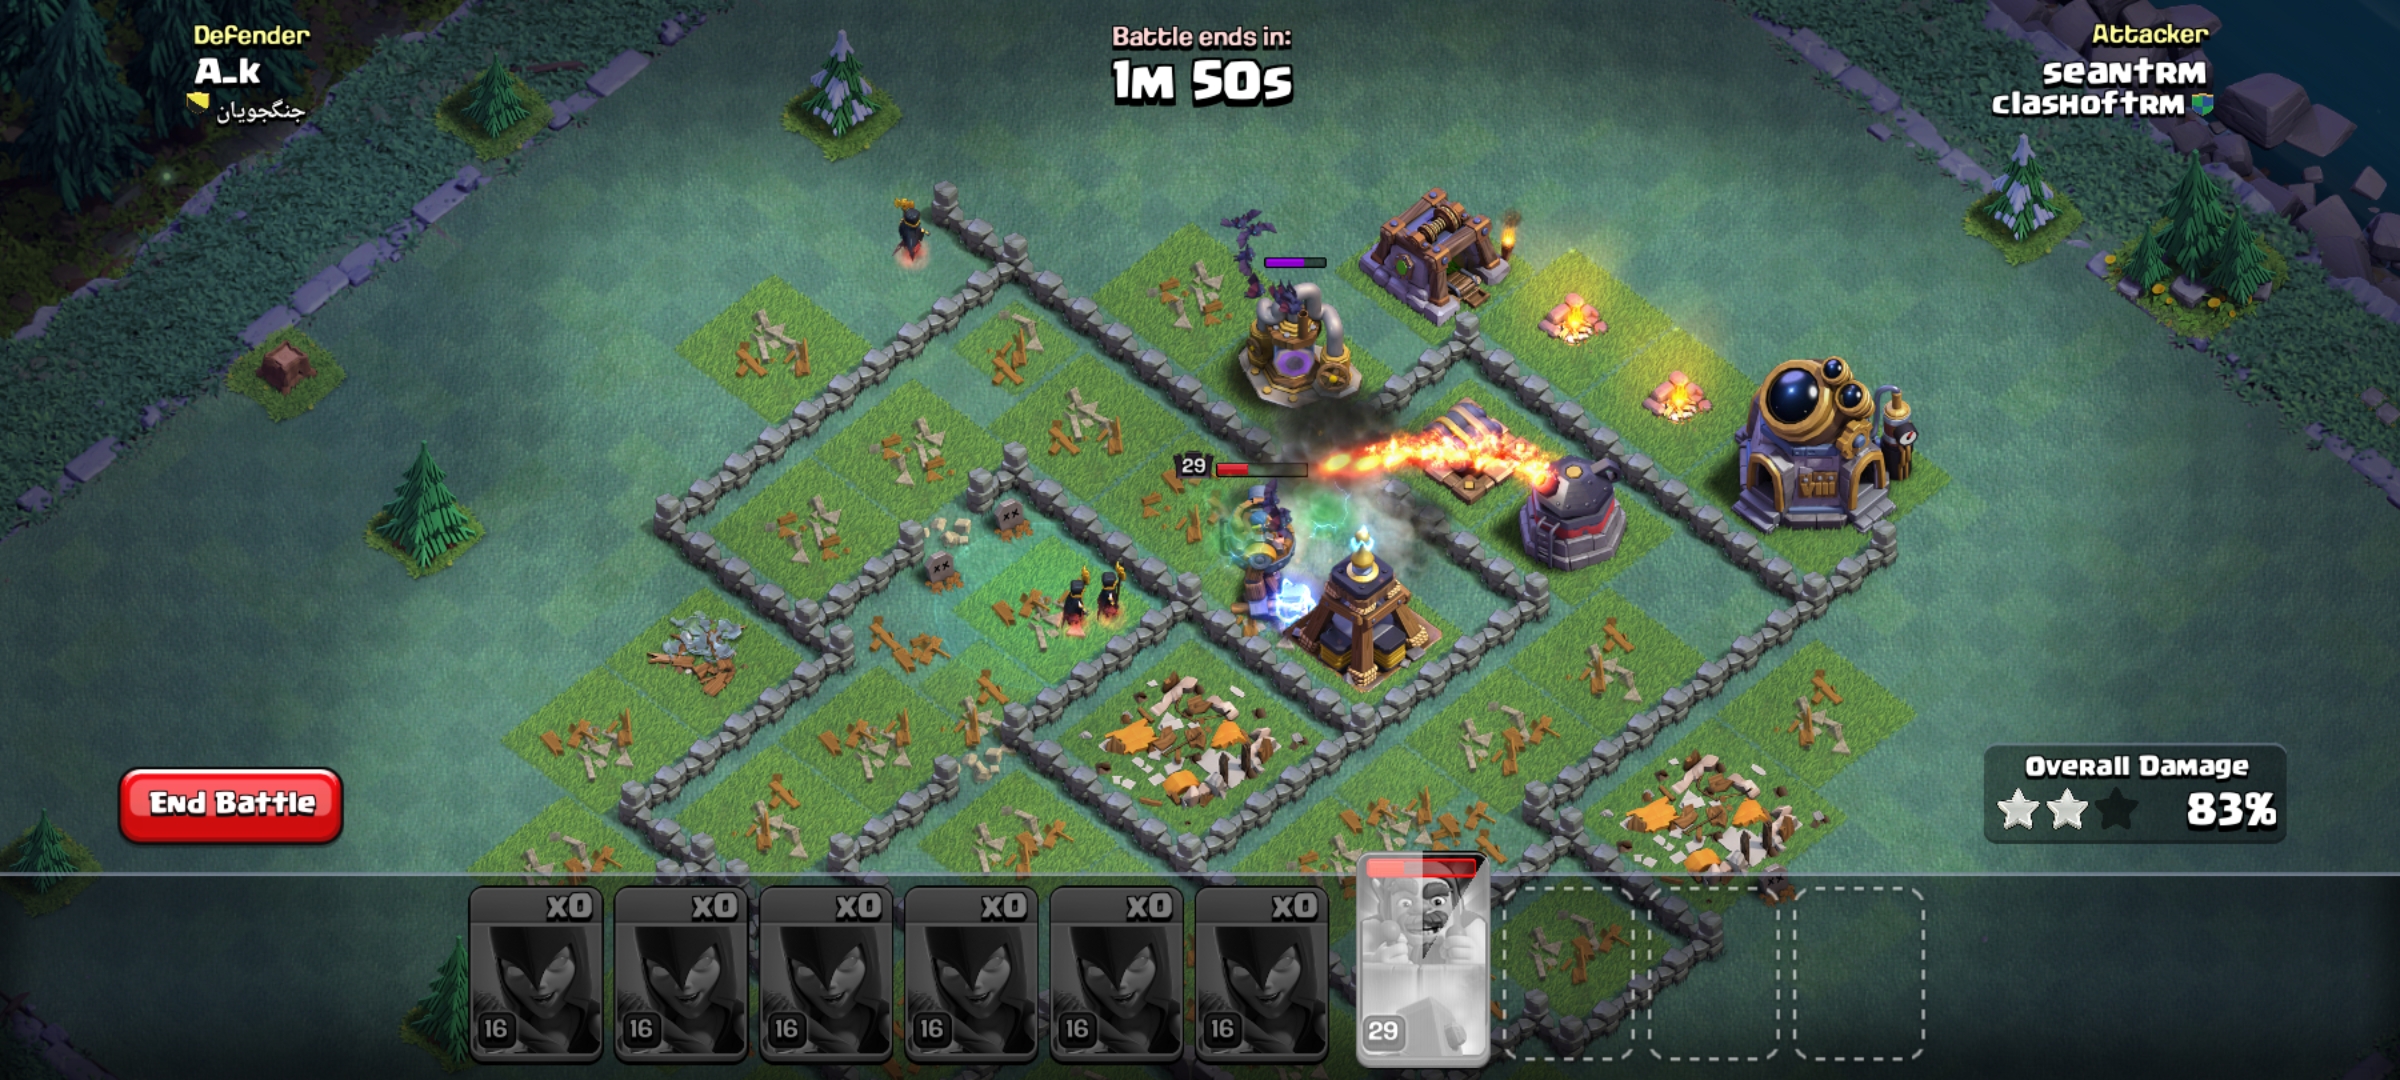 Defender
A_k
جنگجویان
Battle ends in:
1M 50s
Attacker
seantRM
clashoftRM
29
VIII
End Battle
Overall Damage
83%
x0
x0
x0
x0
x0
x0
16
16
16
16
16
16
29